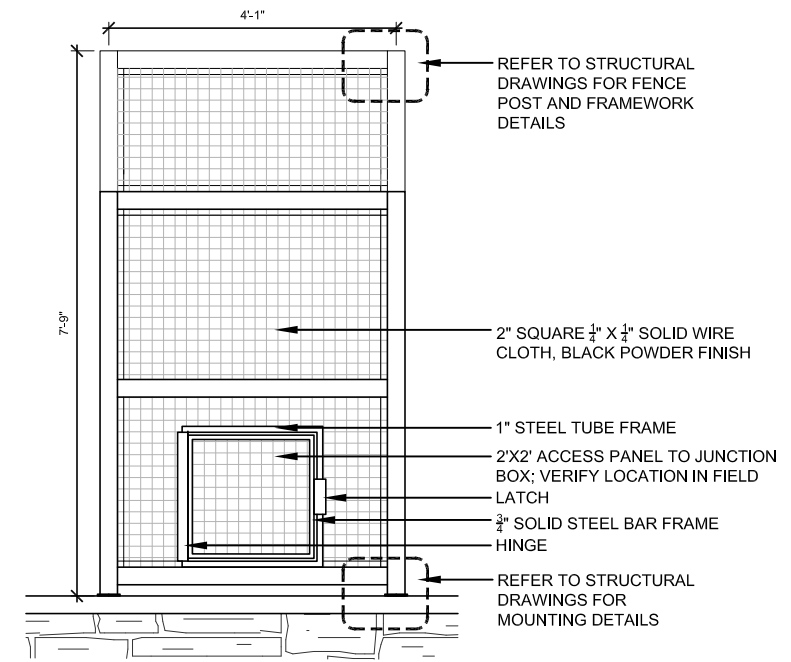 4'-1"
REFER TO STRUCTURAL
DRAWINGS FOR FENCE
POST AND FRAMEWORK
DETAILS
7'-9"
2" SQUARE 1/4" X 1/4" SOLID WIRE
CLOTH, BLACK POWDER FINISH
1" STEEL TUBE FRAME
2'X2' ACCESS PANEL TO JUNCTION
BOX; VERIFY LOCATION IN FIELD
LATCH
3/4" SOLID STEEL BAR FRAME
HINGE
REFER TO STRUCTURAL
DRAWINGS FOR
MOUNTING DETAILS